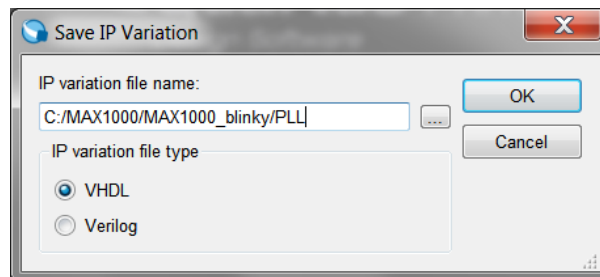 Save IP Variation
IP variation file name:
C:/MAX1000/MAX1000_blinky/PLL
...
OK
Cancel
IP variation file type
VHDL
Verilog